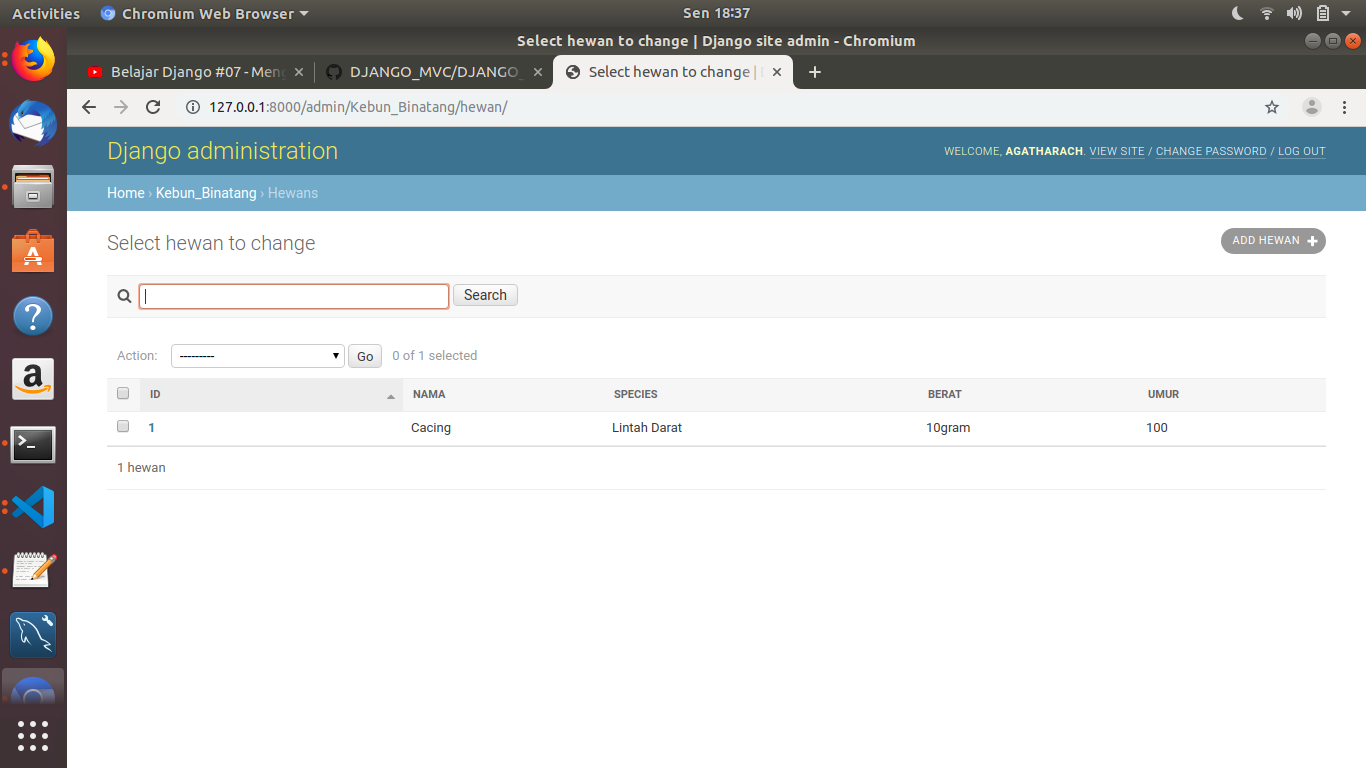 Activities Chromium Web Browser Sen 18:37
Select hewan to change | Django site admin - Chromium
Belajar Django #07 - Men DJANGO_MVC/DJANGO_ Select hewan to change |
127.0.0.1:8000/admin/Kebun_Binatang/hewan/
Django administration WELCOME, AGATHARACH. VIEW SITE / CHANGE PASSWORD / LOG OUT
Home › Kebun_Binatang › Hewans
Select hewan to change ADD HEWAN +
Search
Action: --------- Go 0 of 1 selected
ID NAMA SPECIES BERAT UMUR
1 Cacing Lintah Darat 10gram 100
1 hewan